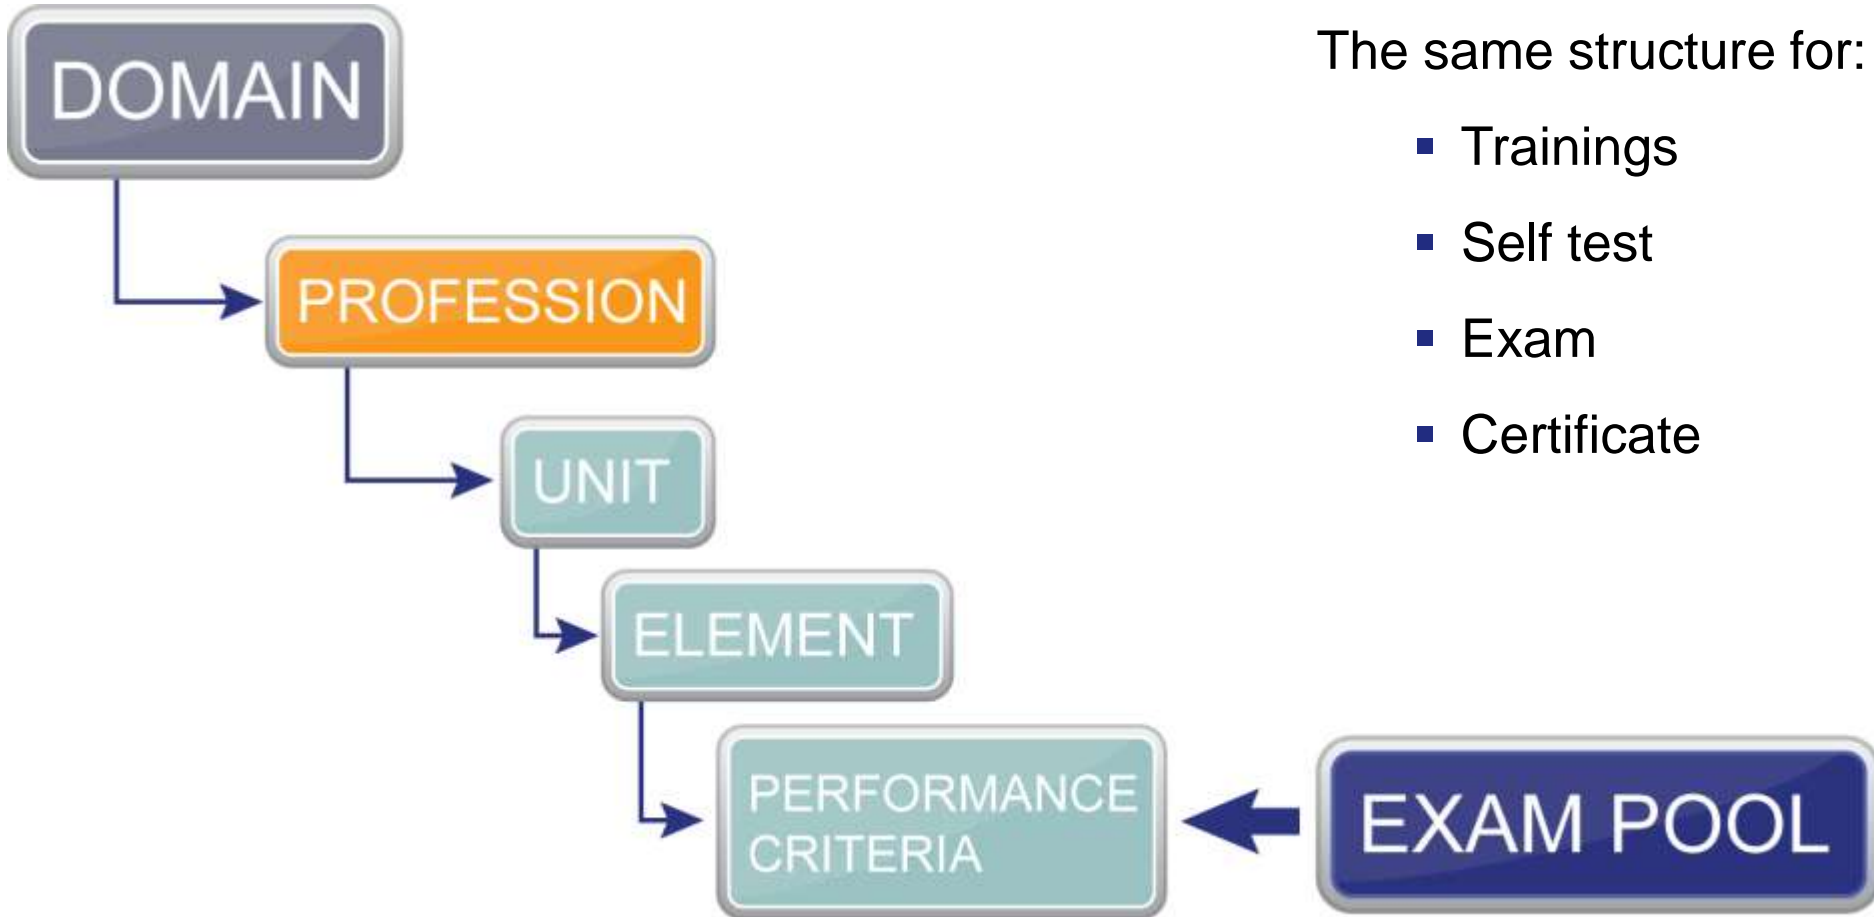 DOMAIN
PROFESSION
UNIT
ELEMENT
PERFORMANCE
CRITERIA
EXAM POOL
The same structure for:
Trainings
Self test
Exam
Certificate